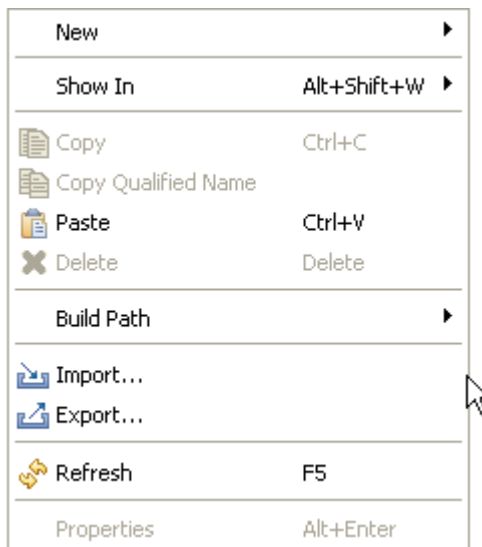 New
Show In Alt+Shift+W
Copy Ctrl+C
Copy Qualified Name
Paste Ctrl+V
Delete Delete
Build Path
Import...
Export...
Refresh F5
Properties Alt+Enter